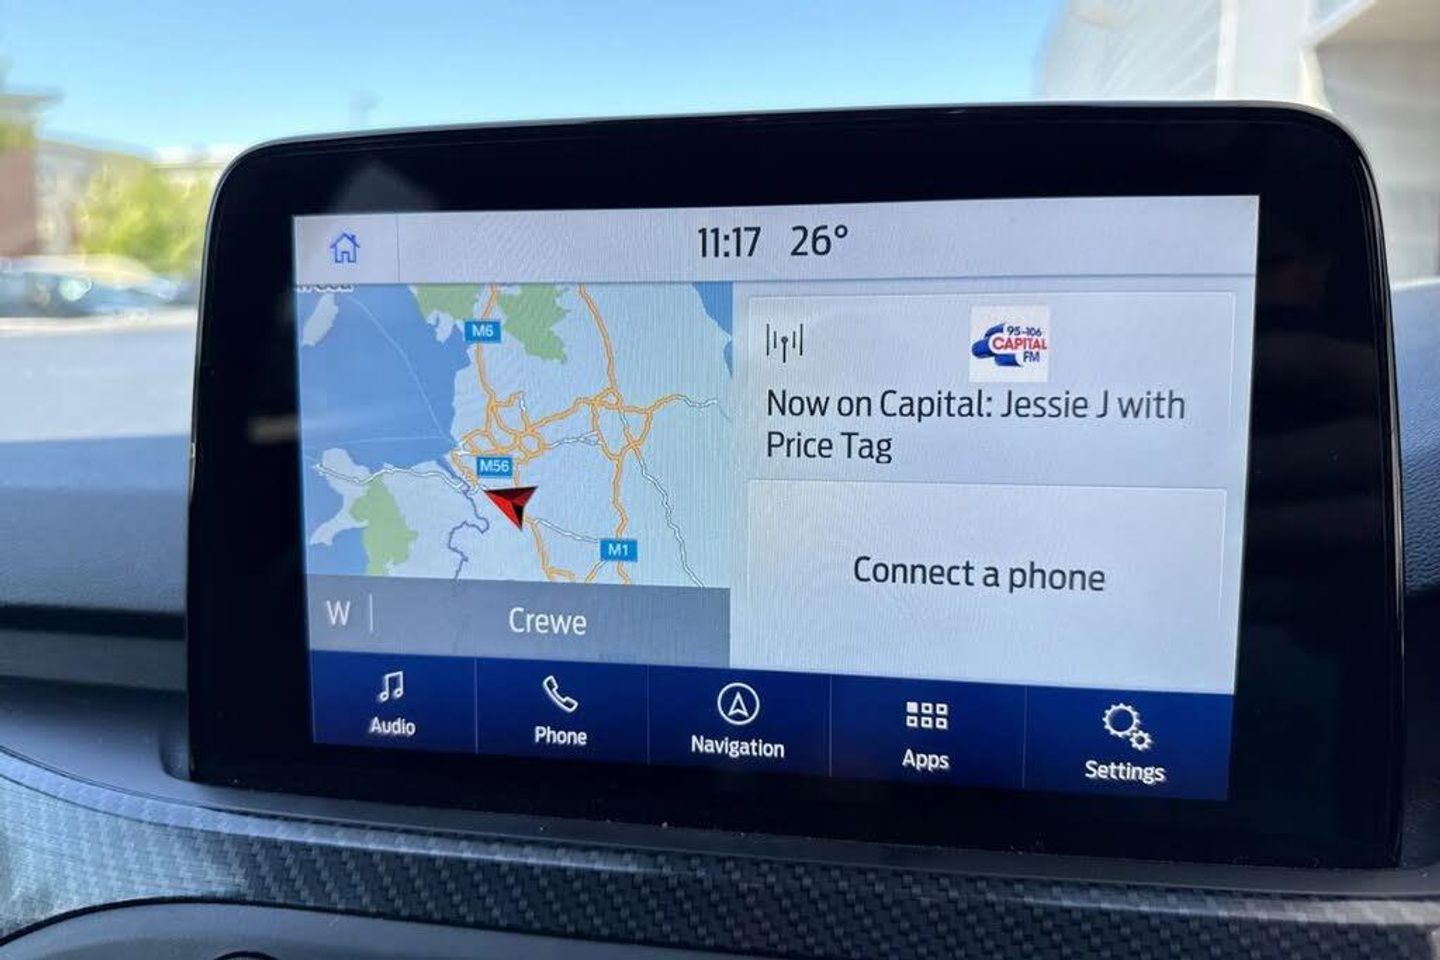 11:17 26°
M6
95-106
CAPITAL
FM
Now on Capital: Jessie J with
Price Tag
M56
M1
Connect a phone
W
Crewe
Audio
Phone
Navigation
Apps
Settings